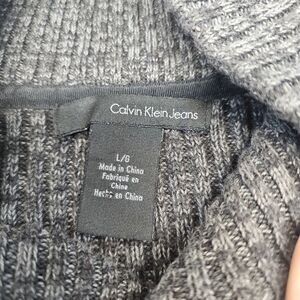 Calvin Klein Jeans
L/G
Made in China
Fabriqué en
Chine
Hecho en China